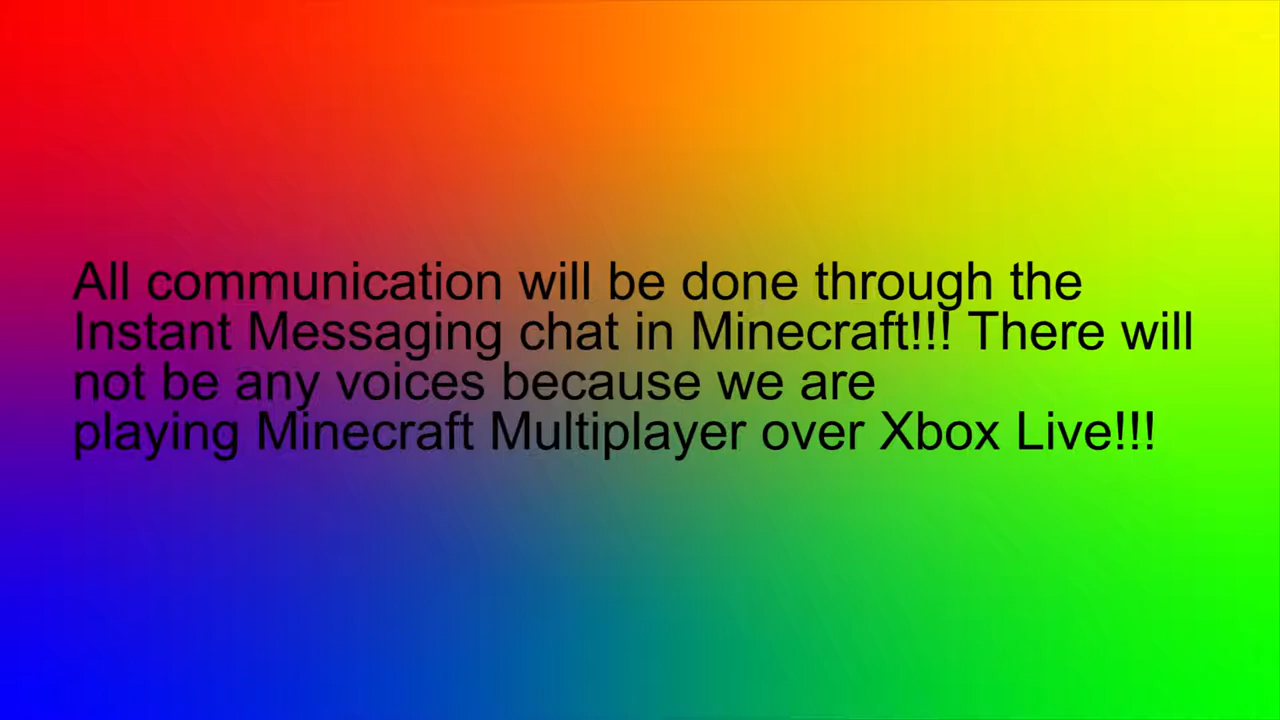 All communication will be done through the
Instant Messaging chat in Minecraft!!! There will
not be any voices because we are
playing Minecraft Multiplayer over Xbox Live!!!